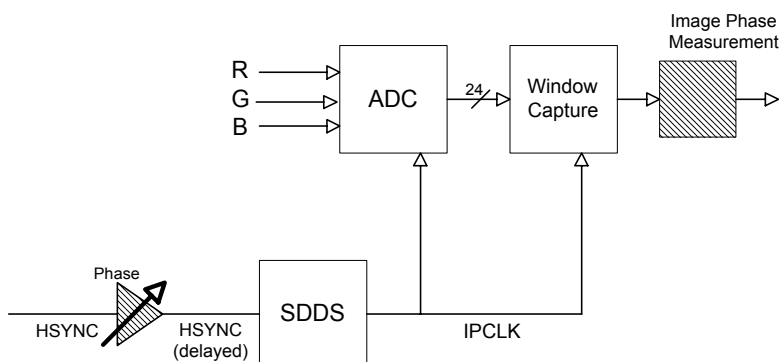 Image Phase
Measurement
R
G
B
ADC
24
Window
Capture
Phase
HSYNC
HSYNC
(delayed)
SDDS
IPCLK